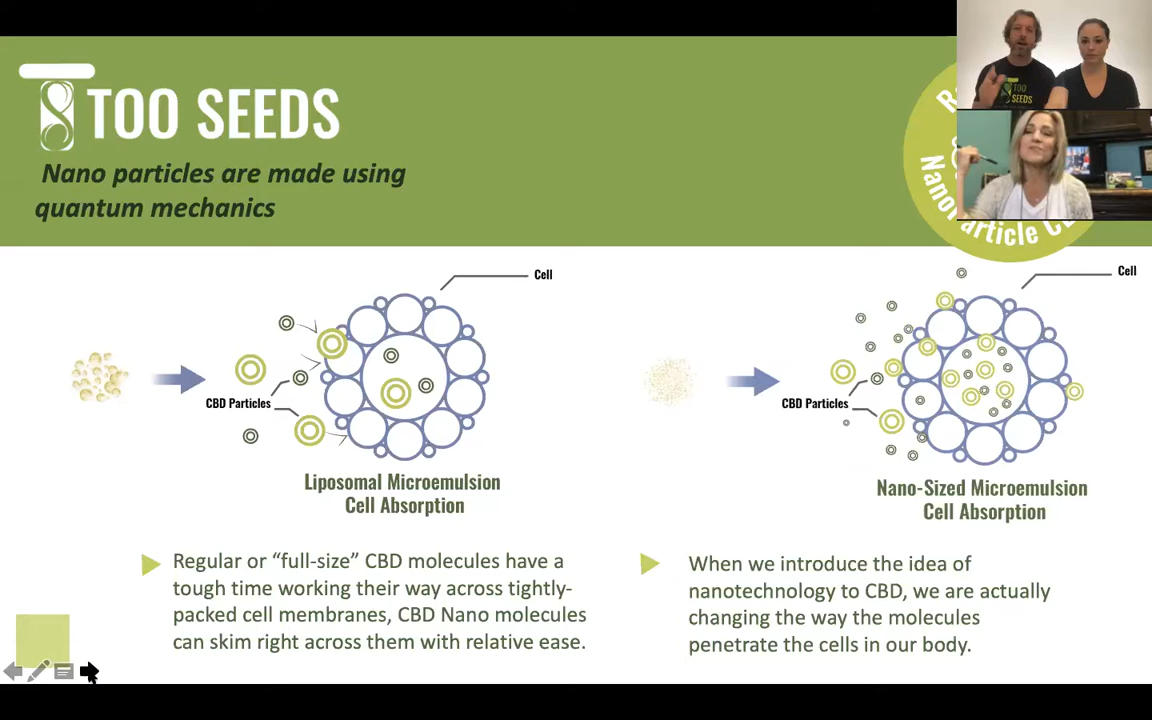 TOO SEEDS
Nano particles are made using
quantum mechanics
NanoParticle
TOO
SEEDS
Cell
CBD Particles
Liposomal Microemulsion
Cell Absorption
Cell
CBD Particles
Nano-Sized Microemulsion
Cell Absorption
Regular or “full-size” CBD molecules have a
tough time working their way across tightly-
packed cell membranes, CBD Nano molecules
can skim right across them with relative ease.
When we introduce the idea of
nanotechnology to CBD, we are actually
changing the way the molecules
penetrate the cells in our body.